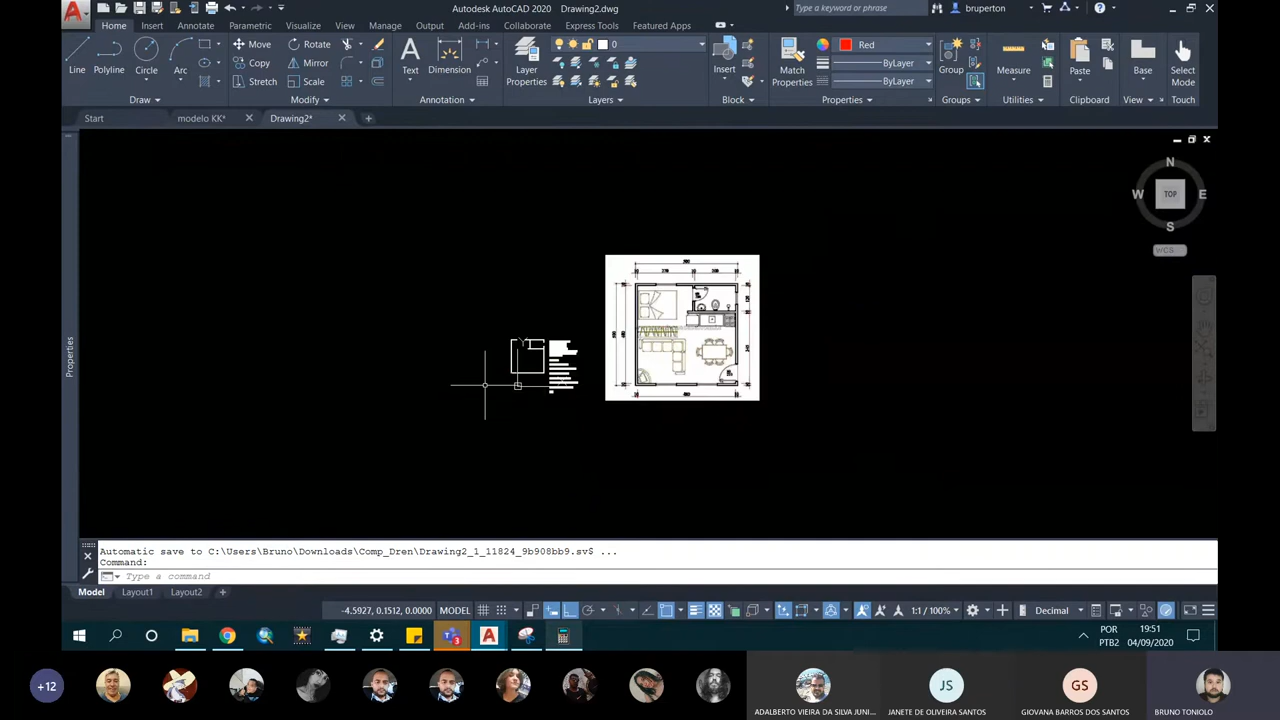 Autodesk AutoCAD 2020 Drawing2.dwg
Type a keyword or phrase
bruperton
Home Insert Annotate Parametric Visualize View Manage Output Add-ins Collaborate Express Tools Featured Apps
Line Polyline Circle Arc
Move Rotate
Copy Mirror
Stretch Scale
Text Dimension
Layer Properties
0
Insert
Match Properties
Red
ByLayer
ByLayer
Group
Measure
Paste
Base
Select Mode
Draw Modify Annotation Layers Block Properties Groups Utilities Clipboard View Touch
Start modelo KK* Drawing2*
N
W TOP E
S
WCS
Properties
Automatic save to C:\Users\Bruno\Downloads\Comp_Dren\Drawing2_1_11824_9b908bb9.sv$ ...
Command:
Type a command
Model Layout1 Layout2
-4.5927, 0.1512, 0.0000 MODEL
1:1 / 100%
Decimal
POR
PTB2
19:51
04/09/2020
+12
JS
GS
ADALBERTO VIEIRA DA SILVA JUNI...
JANETE DE OLIVEIRA SANTOS
GIOVANA BARROS DOS SANTOS
BRUNO TONIOLO